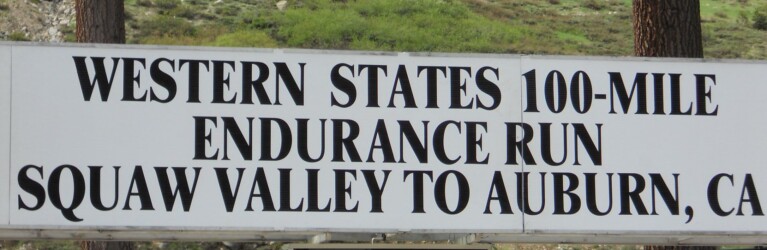 WESTERN STATES 100-MILE
ENDURANCE RUN
SQUAW VALLEY TO AUBURN, CA